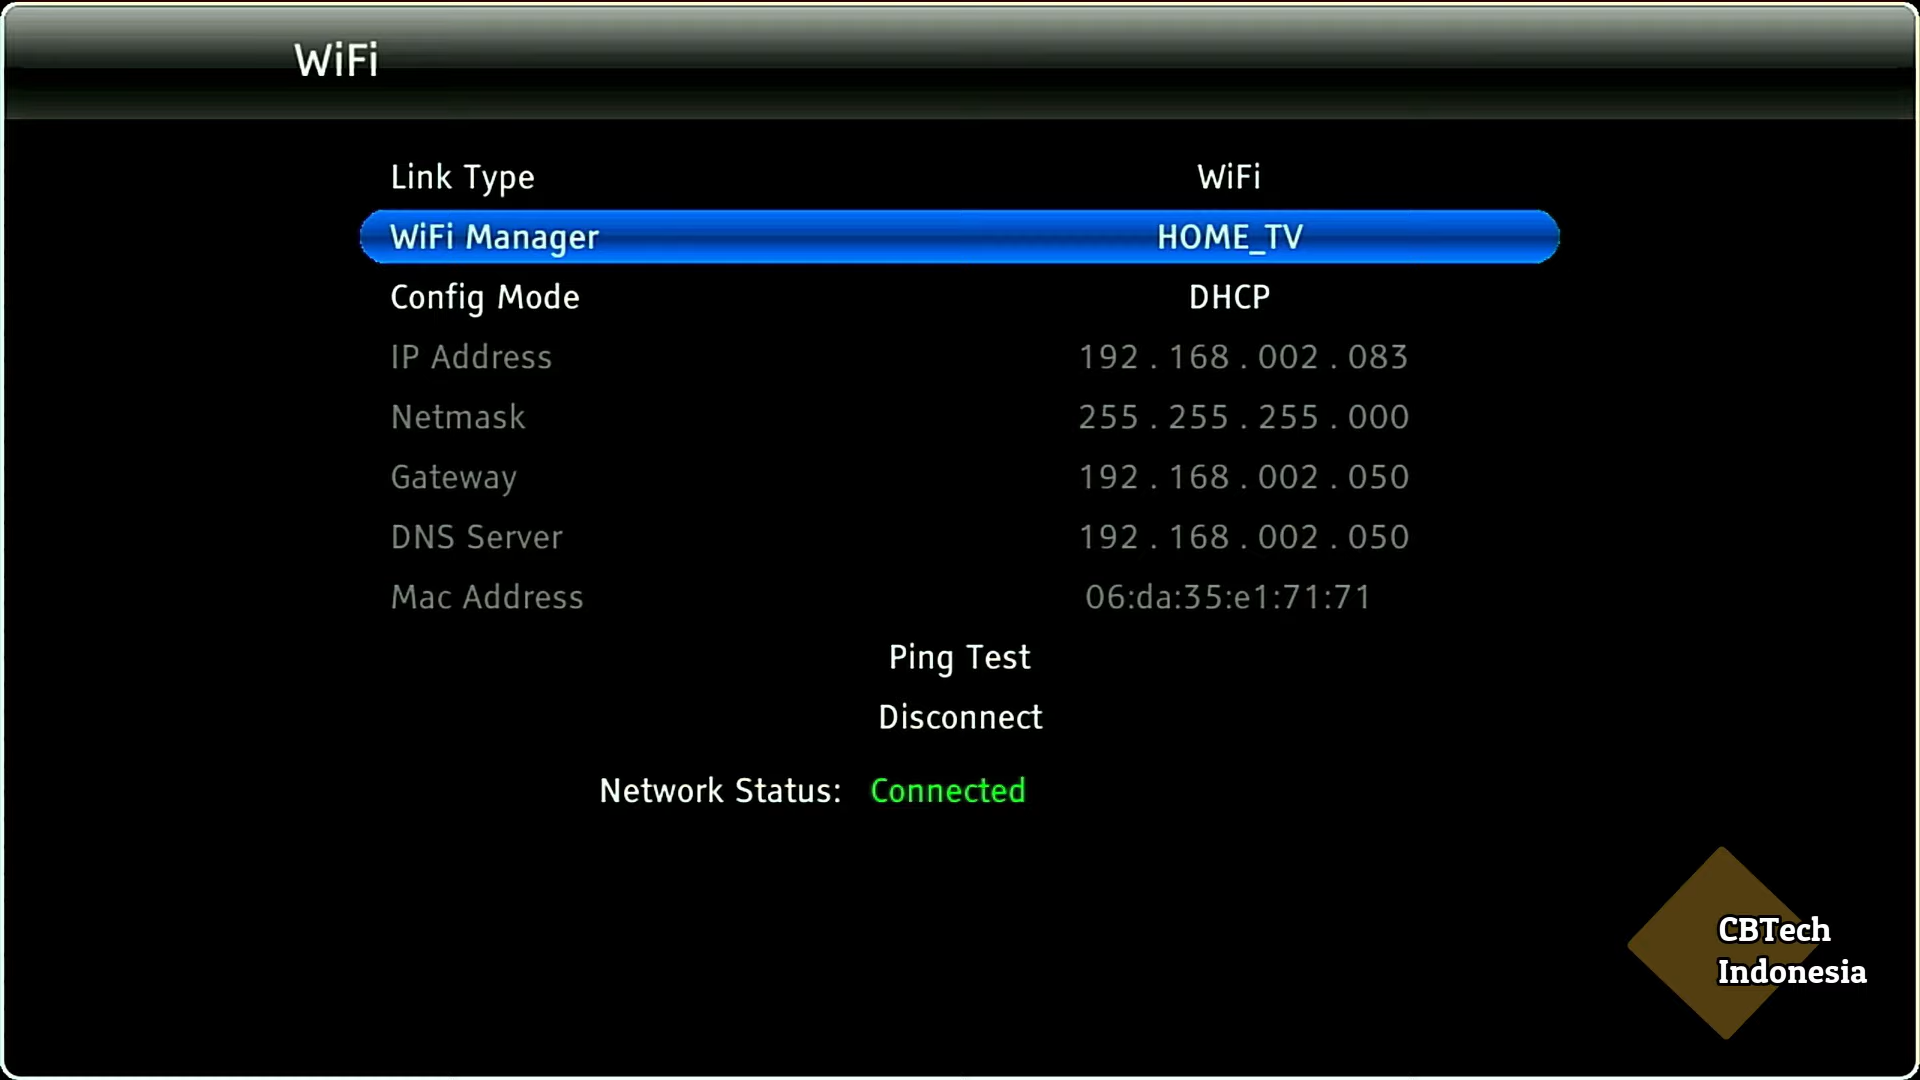 WiFi
Link Type WiFi
WiFi Manager HOME_TV
Config Mode DHCP
IP Address 192 . 168 . 002 . 083
Netmask 255 . 255 . 255 . 000
Gateway 192 . 168 . 002 . 050
DNS Server 192 . 168 . 002 . 050
Mac Address 06:da:35:e1:71:71
Ping Test
Disconnect
Network Status: Connected
CBTech
Indonesia